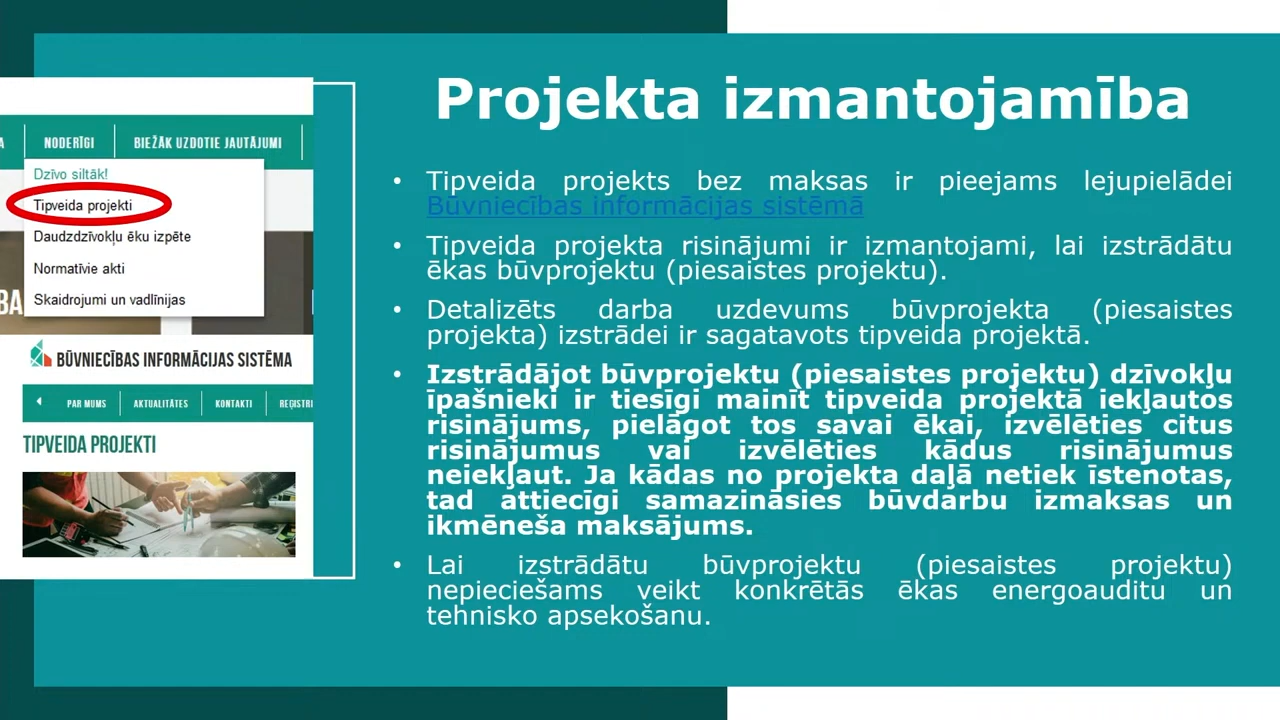 Projekta izmantojamība
NODERĪGI
BIEŽĀK UZDOTIE JAUTĀJUMI
Dzīvo siltāk!
Tipveida projekti
Daudzdzīvokļu ēku izpēte
Normatīvie akti
Skaidrojumi un vadlīnijas
BŪVNIECĪBAS INFORMĀCIJAS SISTĒMA
PAR MUMS
AKTUALITĀTES
KONTAKTI
TIPVEIDA PROJEKTI
• Tipveida projekts bez maksas ir pieejams lejupielādei
Būvniecības informācijas sistēmā
• Tipveida projekta risinājumi ir izmantojami, lai izstrādātu
ēkas būvprojektu (piesaistes projektu).
• Detalizēts darba uzdevums būvprojekta (piesaistes
projekta) izstrādei ir sagatavots tipveida projektā.
• Izstrādājot būvprojektu (piesaistes projektu) dzīvokļu
īpašnieki ir tiesīgi mainīt tipveida projektā iekļautos
risinājums, pielāgot tos savai ēkai, izvēlēties citus
risinājumus vai izvēlēties kādus risinājumus
neiekļaut. Ja kādas no projekta daļā netiek īstenotas,
tad attiecīgi samazināsies būvdarbu izmaksas un
ikmēneša maksājums.
• Lai izstrādātu būvprojektu (piesaistes projektu)
nepieciešams veikt konkrētās ēkas energoauditu un
tehnisko apsekošanu.